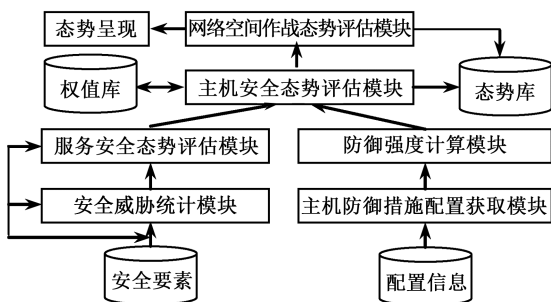 态势呈现
网络空间作战态势评估模块
权值库
主机安全态势评估模块
态势库
服务安全态势评估模块
防御强度计算模块
安全威胁统计模块
主机防御措施配置获取模块
安全要素
配置信息